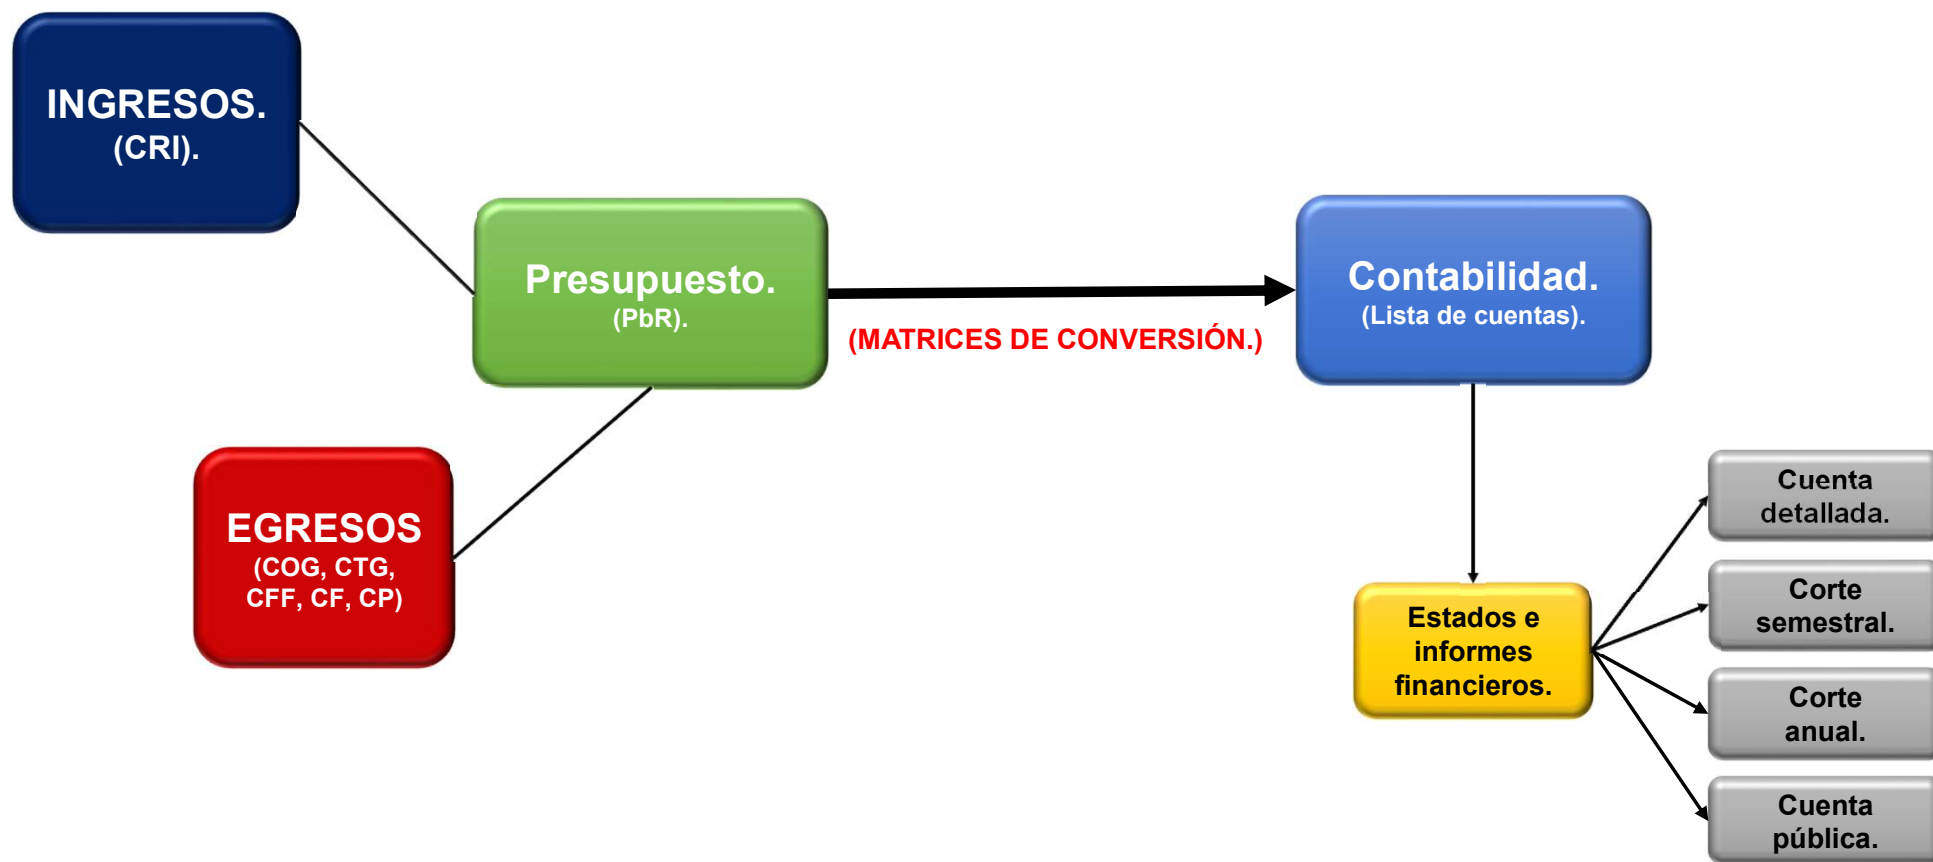 INGRESOS.
(CRI).
Presupuesto.
(PbR).
(MATRICES DE CONVERSIÓN.)
Contabilidad.
(Lista de cuentas).
EGRESOS
(COG, CTG,
CFF, CF, CP)
Estados e
informes
financieros.
Cuenta
detallada.
Corte
semestral.
Corte
anual.
Cuenta
pública.